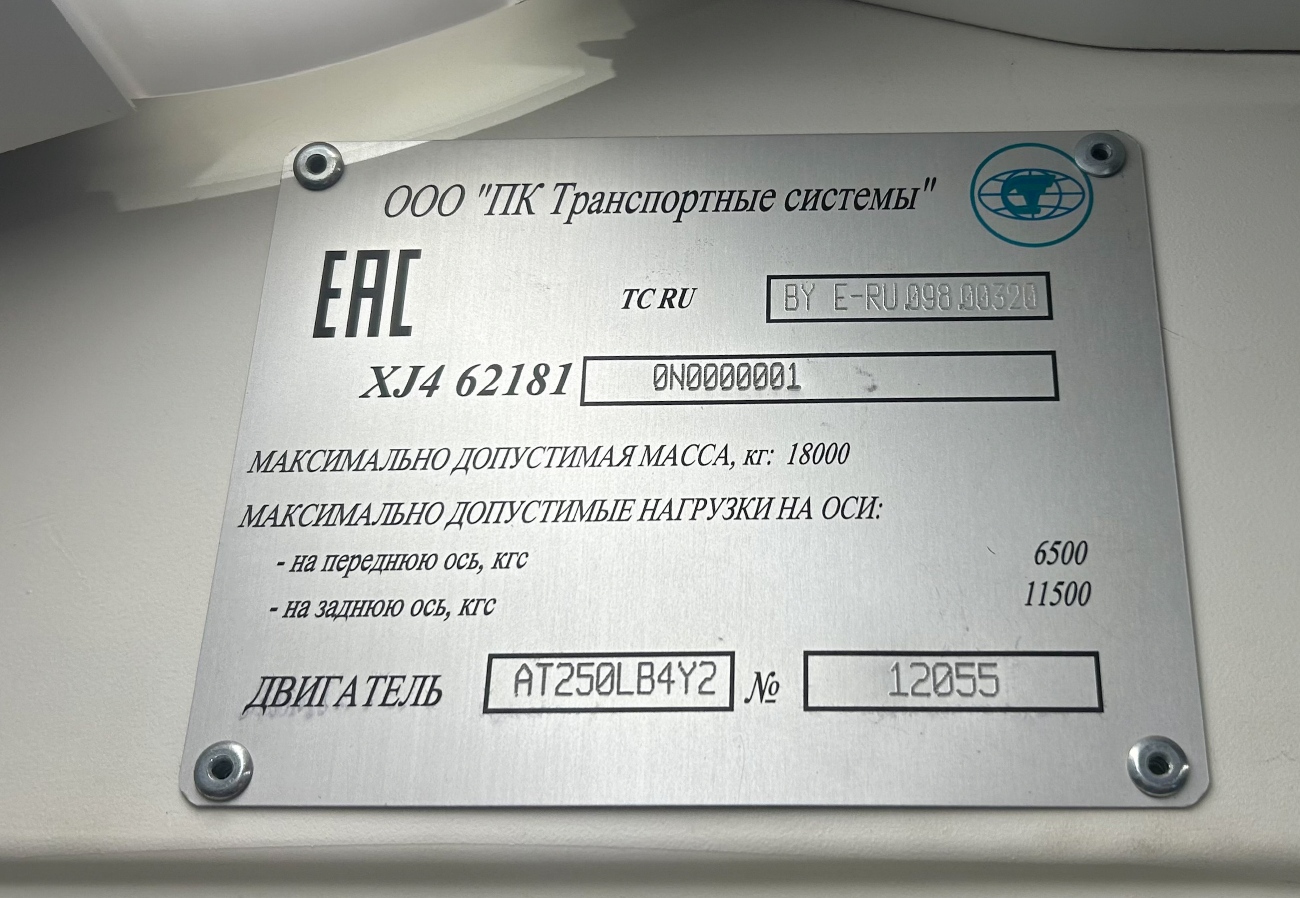 ООО "ПК Транспортные системы"
ЕАС
ТС RU BY E-RU.098.00320
XJ4 62181 0N0000001
МАКСИМАЛЬНО ДОПУСТИМАЯ МАССА, кг: 18000
МАКСИМАЛЬНО ДОПУСТИМЫЕ НАГРУЗКИ НА ОСИ:
- на переднюю ось, кгс 6500
- на заднюю ось, кгс 11500
ДВИГАТЕЛЬ AT250LB4Y2 № 12055